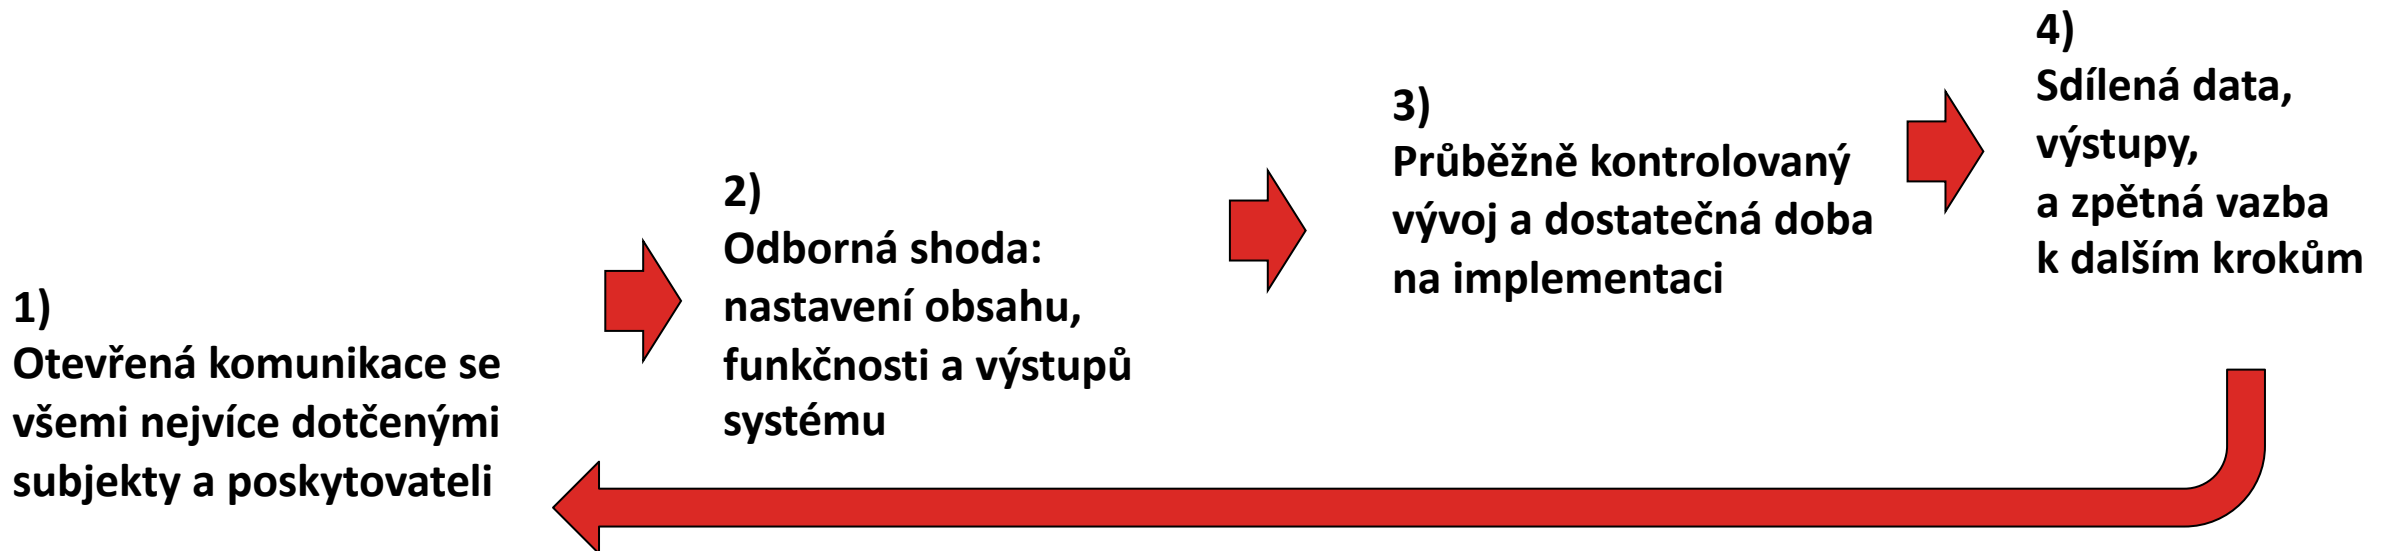 1)
Otevřená komunikace se
všemi nejvíce dotčenými
subjekty a poskytovateli
2)
Odborná shoda:
nastavení obsahu,
funkčnosti a výstupů
systému
3)
Průběžně kontrolovaný
vývoj a dostatečná doba
na implementaci
4)
Sdílená data,
výstupy,
a zpětná vazba
k dalším krokům